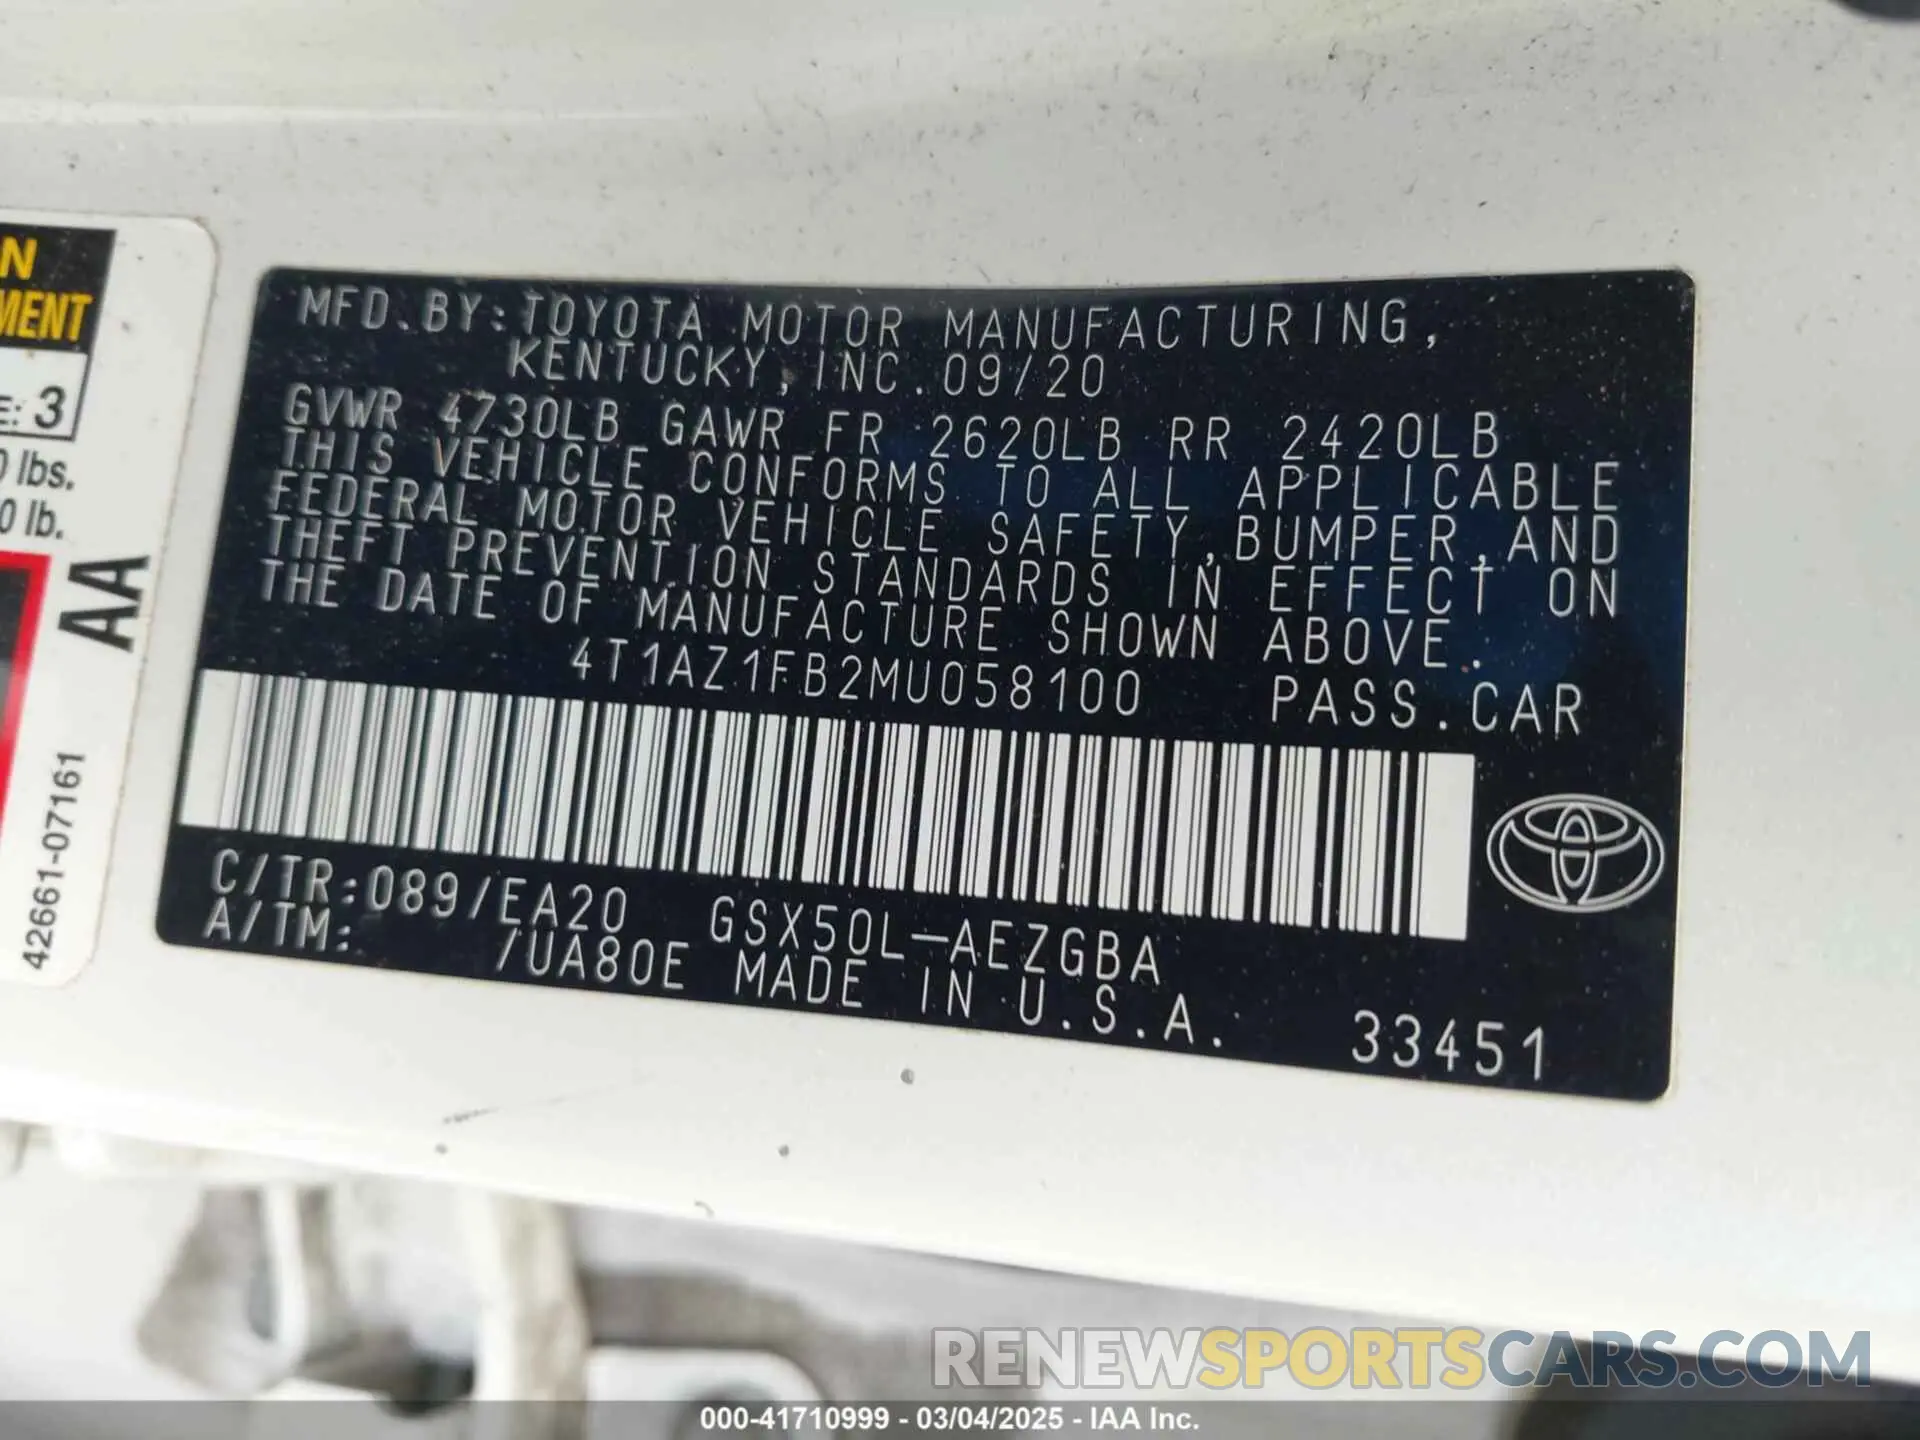 N
MENT
E: 3
0 lbs.
0 lb.
AA
42661-07161
MFD. BY: TOYOTA MOTOR MANUFACTURING,
KENTUCKY, INC. 09/20
GVWR 4730LB GAWR FR 2620LB RR 2420LB
THIS VEHICLE CONFORMS TO ALL APPLICABLE
FEDERAL MOTOR VEHICLE SAFETY, BUMPER, AND
THEFT PREVENTION STANDARDS IN EFFECT ON
THE DATE OF MANUFACTURE SHOWN ABOVE.
4T1AZ1FB2MU058100 PASS. CAR
C/TR: 089/EA20 GSX50L-AEZGBA
A/TM: /UA80E MADE IN U.S.A.
33451
RENEWSPORTSCARS.COM
000-41710999 - 03/04/2025 - IAA Inc.